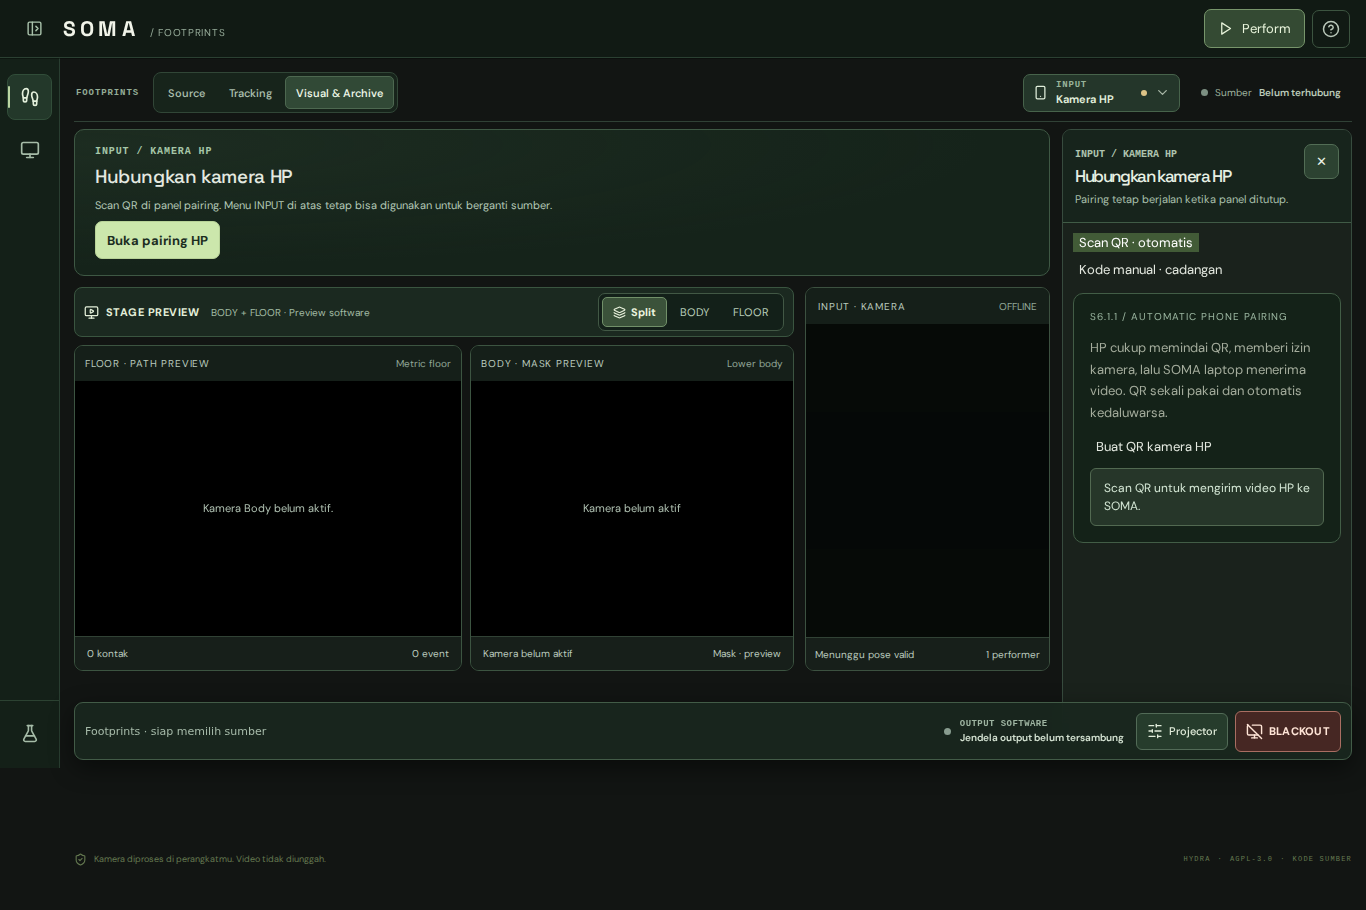 SOMA / FOOTPRINTS
Perform
FOOTPRINTS
Source
Tracking
Visual & Archive
INPUT
Kamera HP
Sumber Belum terhubung
INPUT / KAMERA HP
Hubungkan kamera HP
Scan QR di panel pairing. Menu INPUT di atas tetap bisa digunakan untuk berganti sumber.
Buka pairing HP
STAGE PREVIEW BODY + FLOOR · Preview software
Split
BODY
FLOOR
FLOOR · PATH PREVIEW
Metric floor
Kamera Body belum aktif.
0 kontak
0 event
BODY · MASK PREVIEW
Lower body
Kamera belum aktif
Kamera belum aktif
Mask · preview
INPUT · KAMERA
OFFLINE
Menunggu pose valid
1 performer
INPUT / KAMERA HP
Hubungkan kamera HP
Pairing tetap berjalan ketika panel ditutup.
Scan QR · otomatis
Kode manual · cadangan
S6.1.1 / AUTOMATIC PHONE PAIRING
HP cukup memindai QR, memberi izin
kamera, lalu SOMA laptop menerima
video. QR sekali pakai dan otomatis
kedaluwarsa.
Buat QR kamera HP
Scan QR untuk mengirim video HP ke
SOMA.
Footprints · siap memilih sumber
OUTPUT SOFTWARE
Jendela output belum tersambung
Projector
BLACKOUT
Kamera diproses di perangkatmu. Video tidak diunggah.
HYDRA · AGPL-3.0 · KODE SUMBER